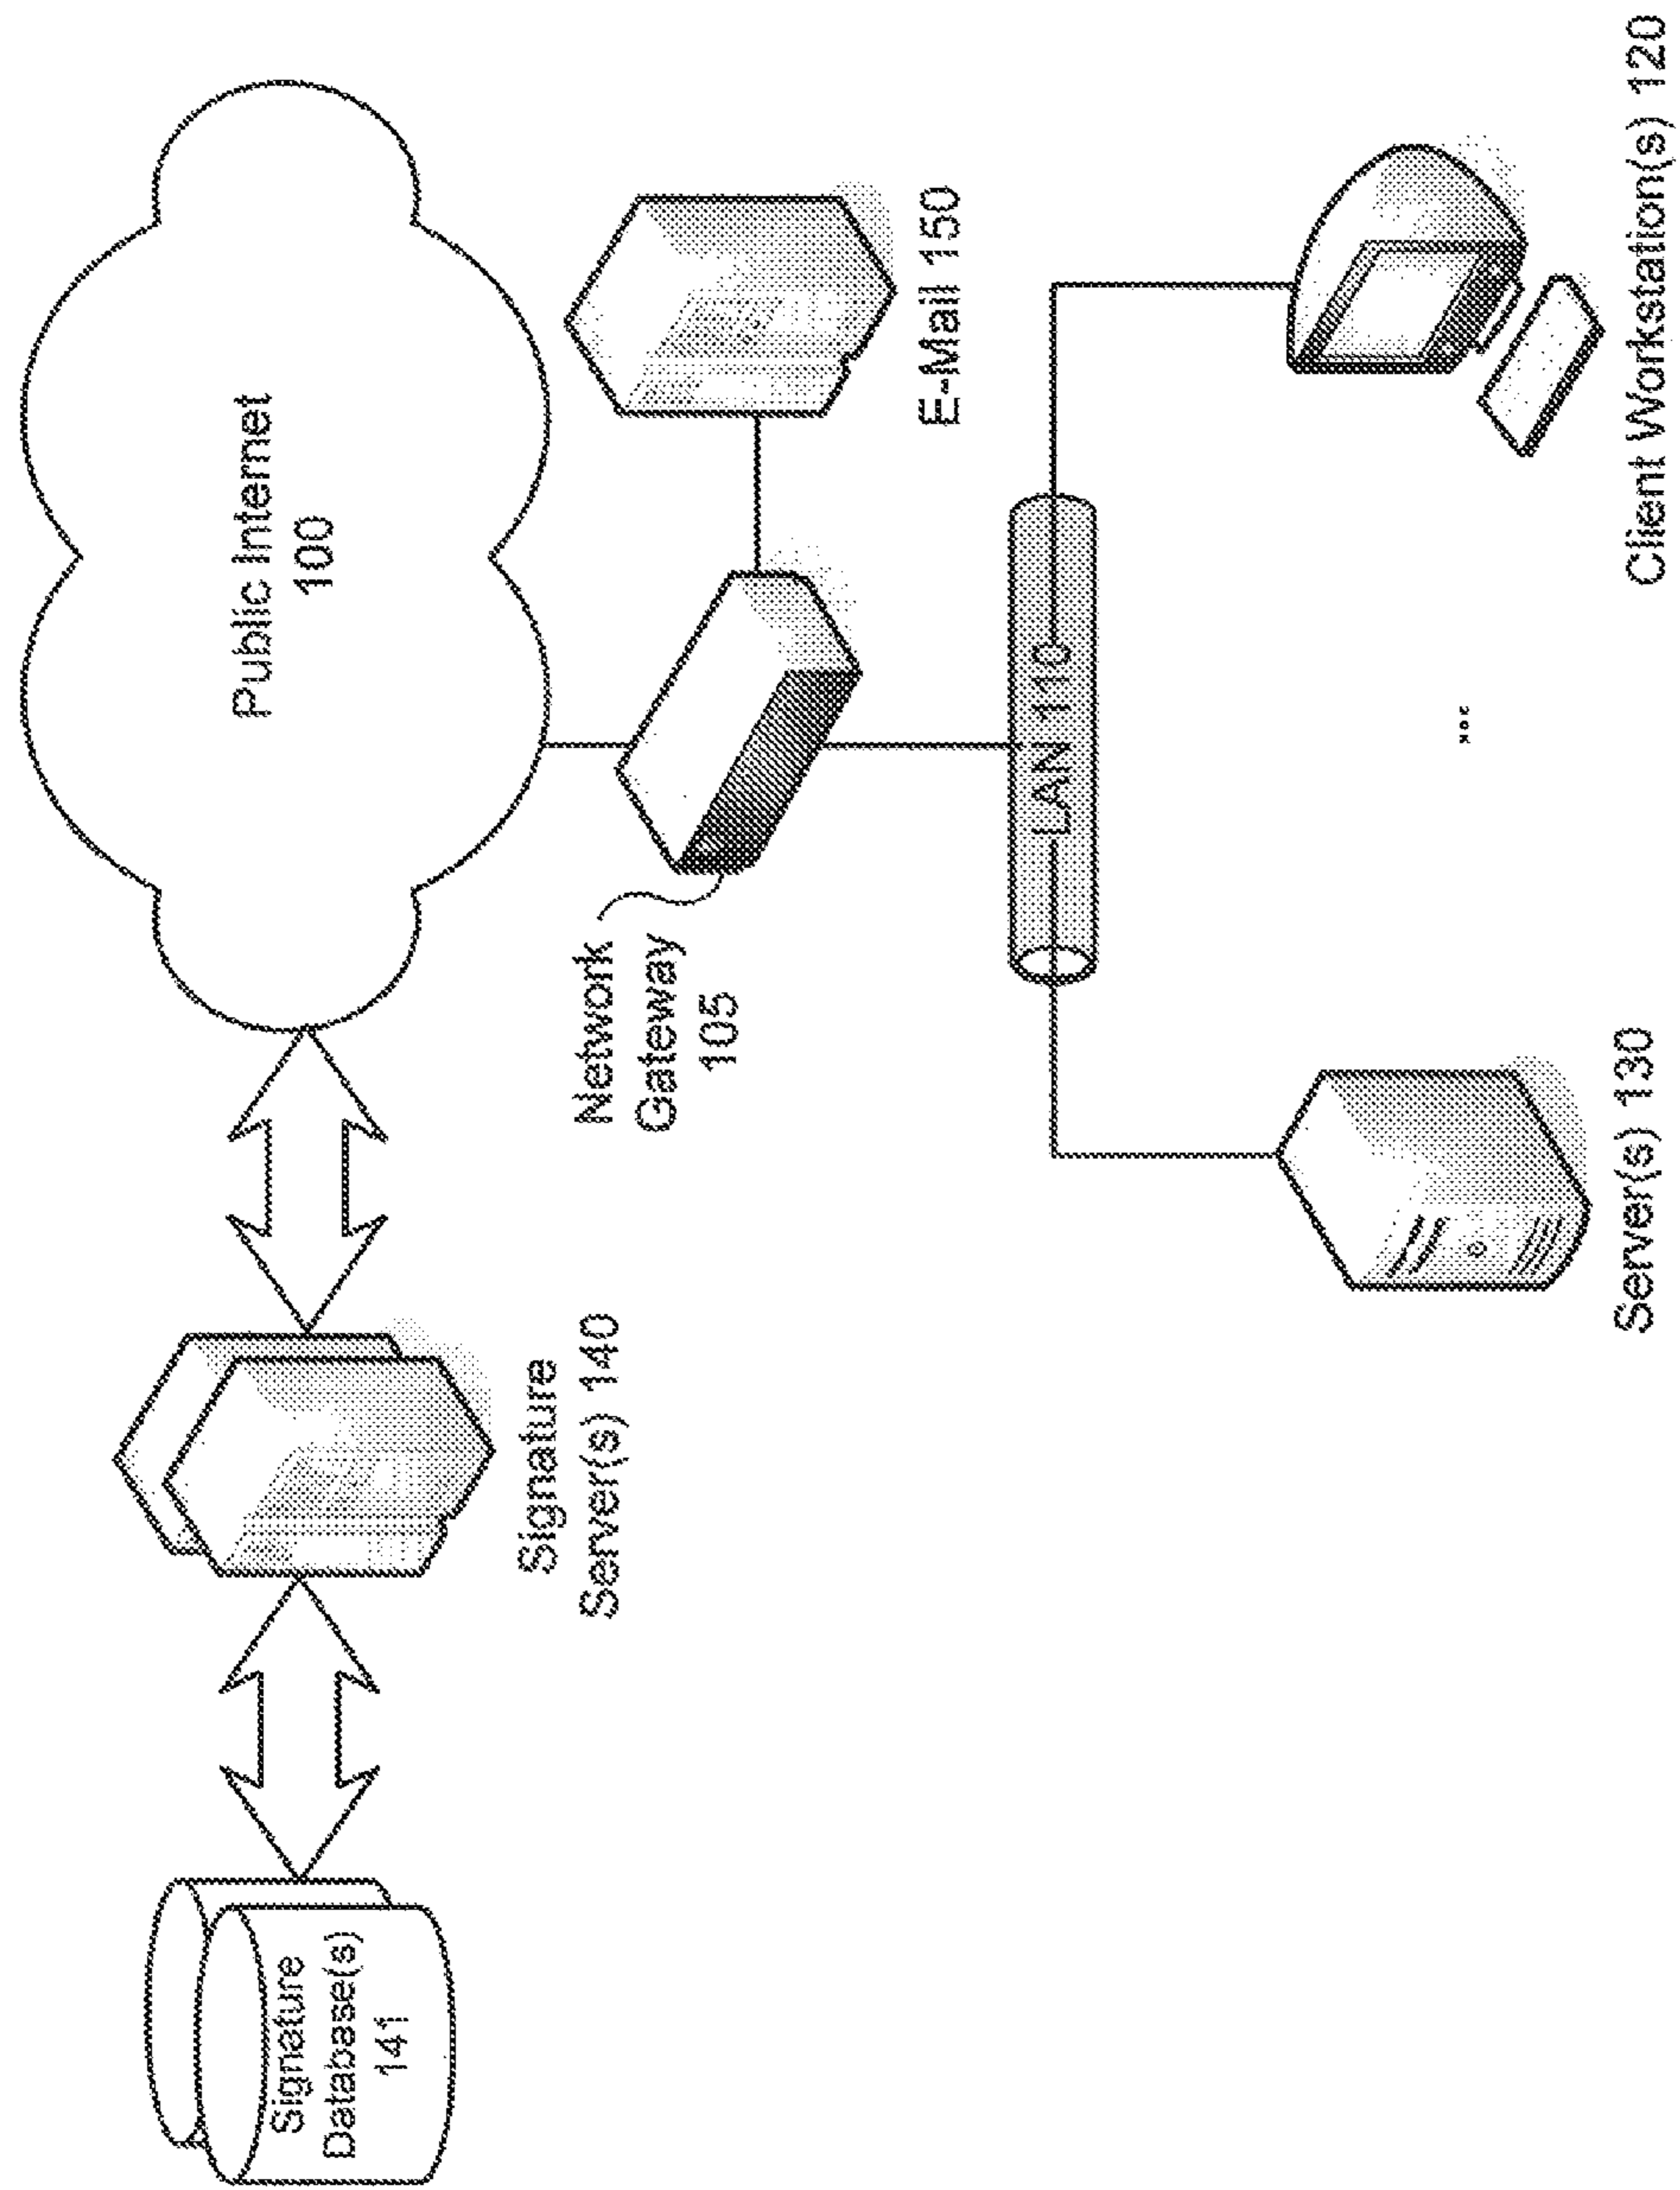 Public Internet
100
Signature
Database(s)
141
Signature
Server(s) 140
Network
Gateway
105
E-Mail 150
LAN 110
...
Server(s) 130
Client Workstation(s) 120